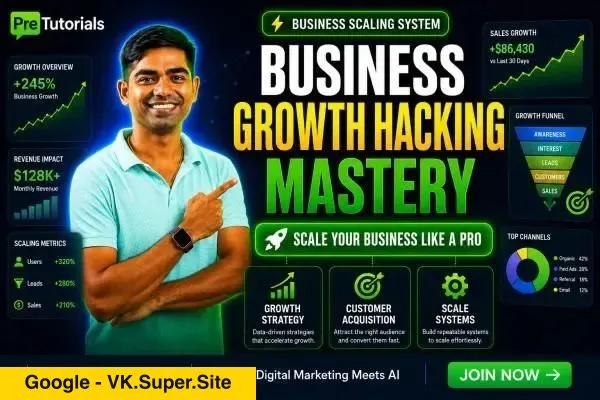 Pre Tutorials
BUSINESS SCALING SYSTEM
BUSINESS
GROWTH HACKING
MASTERY
SCALE YOUR BUSINESS LIKE A PRO
GROWTH OVERVIEW
+245%
Business Growth
REVENUE IMPACT
$128K+
Monthly Revenue
SCALING METRICS
Users +320%
Leads +280%
Sales +210%
SALES GROWTH
+$86,430
vs Last 30 Days
GROWTH FUNNEL
AWARENESS
INTEREST
LEADS
CUSTOMERS
SALES
TOP CHANNELS
Organic 42%
Paid Ads 28%
Referral 18%
Email 12%
GROWTH
STRATEGY
Data-driven strategies
that accelerate growth.
CUSTOMER
ACQUISITION
Attract the right audience
and convert them fast.
SCALE
SYSTEMS
Build repeatable systems
to scale effortlessly.
Google - VK.Super.Site
Digital Marketing Meets AI
JOIN NOW →